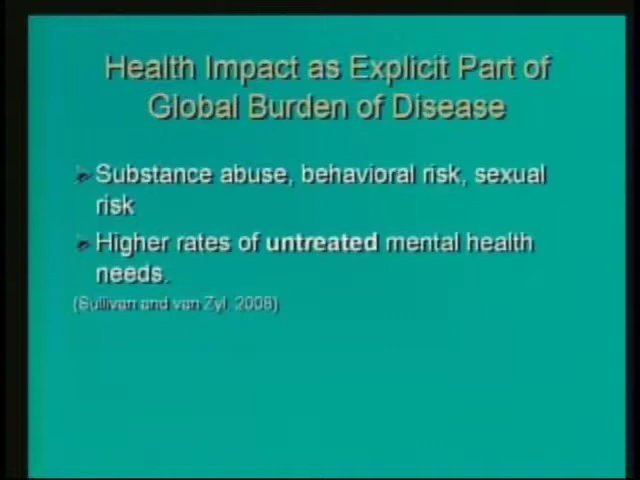 Health Impact as Explicit Part of
Global Burden of Disease
Substance abuse, behavioral risk, sexual
risk
Higher rates of untreated mental health
needs.
(Sullivan and van Zyl, 2008)